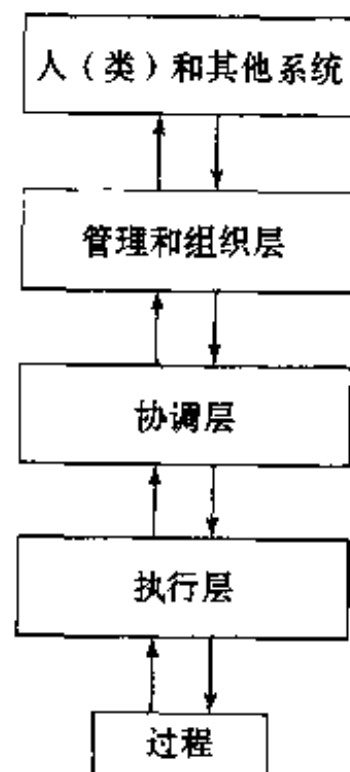 人（类）和其他系统
管理和组织层
协调层
执行层
过程